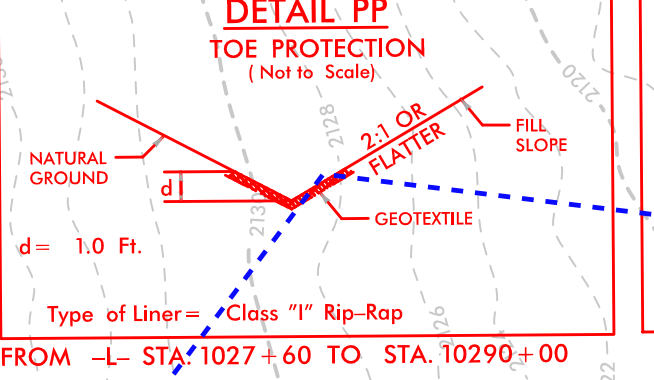 DETAIL PP
TOE PROTECTION
( Not to Scale)
2120
2128
2:1 OR
FLATTER
FILL
SLOPE
NATURAL
GROUND
d
2130
GEOTEXTILE
d= 1.0 Ft.
Type of Liner= Class "I" Rip-Rap
2126
FROM -L- STA. 1027+60 TO STA. 10290+00